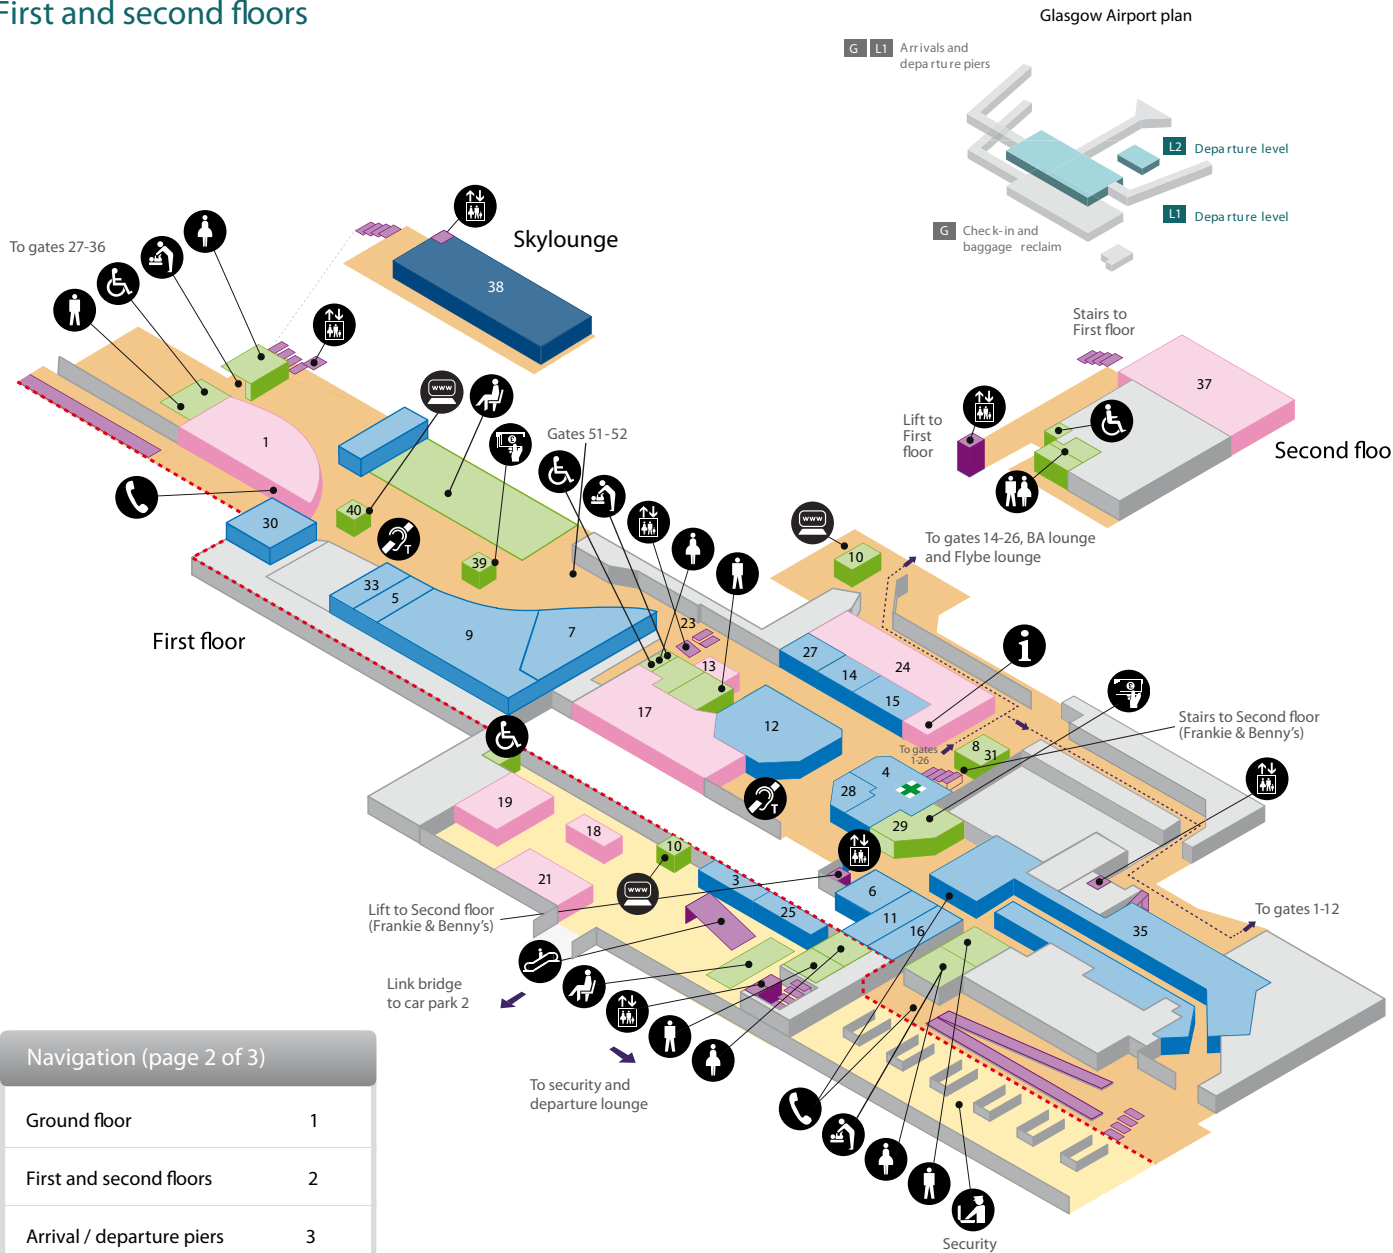 First and second floors
Glasgow Airport plan
G L1 Arrivals and
departure piers
L2 Departure level
L1 Departure level
G Check-in and
baggage reclaim
Skylounge
38
To gates 27-36
Stairs to
First floor
37
Lift to
First
floor
Second floo
1
www
£
Gates 51-52
30
40
T
39
33
5
9
7
First floor
www
10
To gates 14-26, BA lounge
and Flybe lounge
23
13
27
14
15
24
i
£
17
12
Stairs to Second floor
(Frankie & Benny's)
To gates
1-26
8
31
4
28
T
29
19
18
10
21
www
3
25
6
11
16
35
Lift to Second floor
(Frankie & Benny's)
To gates 1-12
Link bridge
to car park 2
To security and
departure lounge
Security
Navigation (page 2 of 3)
Ground floor 1
First and second floors 2
Arrival / departure piers 3